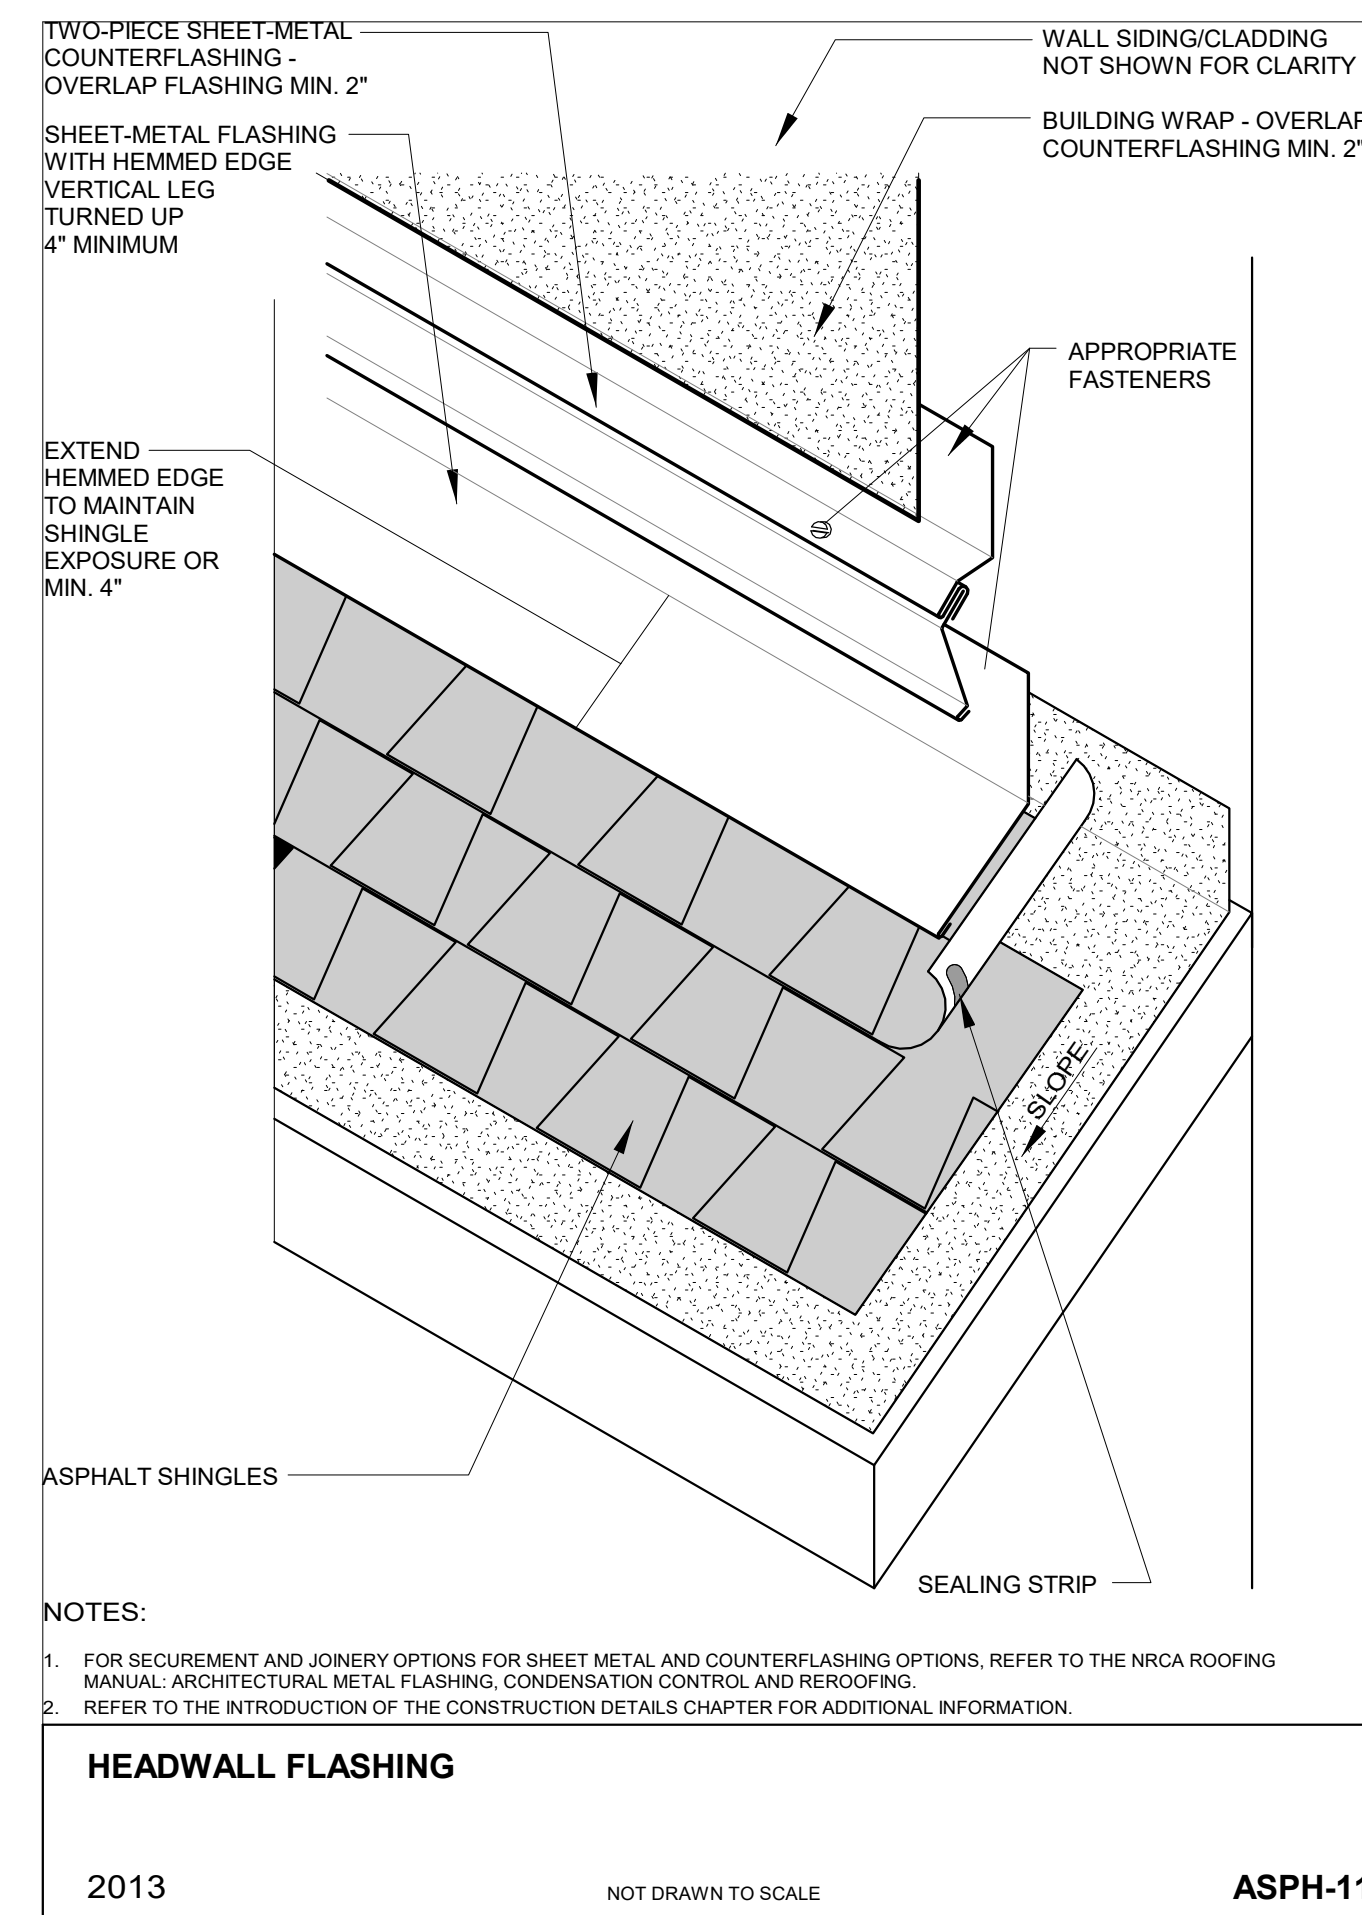 TWO-PIECE SHEET-METAL
COUNTERFLASHING -
OVERLAP FLASHING MIN. 2"
SHEET-METAL FLASHING
WITH HEMMED EDGE
VERTICAL LEG
TURNED UP
4" MINIMUM
EXTEND
HEMMED EDGE
TO MAINTAIN
SHINGLE
EXPOSURE OR
MIN. 4"
WALL SIDING/CLADDING
NOT SHOWN FOR CLARITY
BUILDING WRAP - OVERLAP
COUNTERFLASHING MIN. 2"
APPROPRIATE
FASTENERS
SLOPE
ASPHALT SHINGLES
SEALING STRIP
NOTES:
1. FOR SECUREMENT AND JOINERY OPTIONS FOR SHEET METAL AND COUNTERFLASHING OPTIONS, REFER TO THE NRCA ROOFING
MANUAL: ARCHITECTURAL METAL FLASHING, CONDENSATION CONTROL AND REROOFING.
2. REFER TO THE INTRODUCTION OF THE CONSTRUCTION DETAILS CHAPTER FOR ADDITIONAL INFORMATION.
HEADWALL FLASHING
2013
NOT DRAWN TO SCALE
ASPH-11